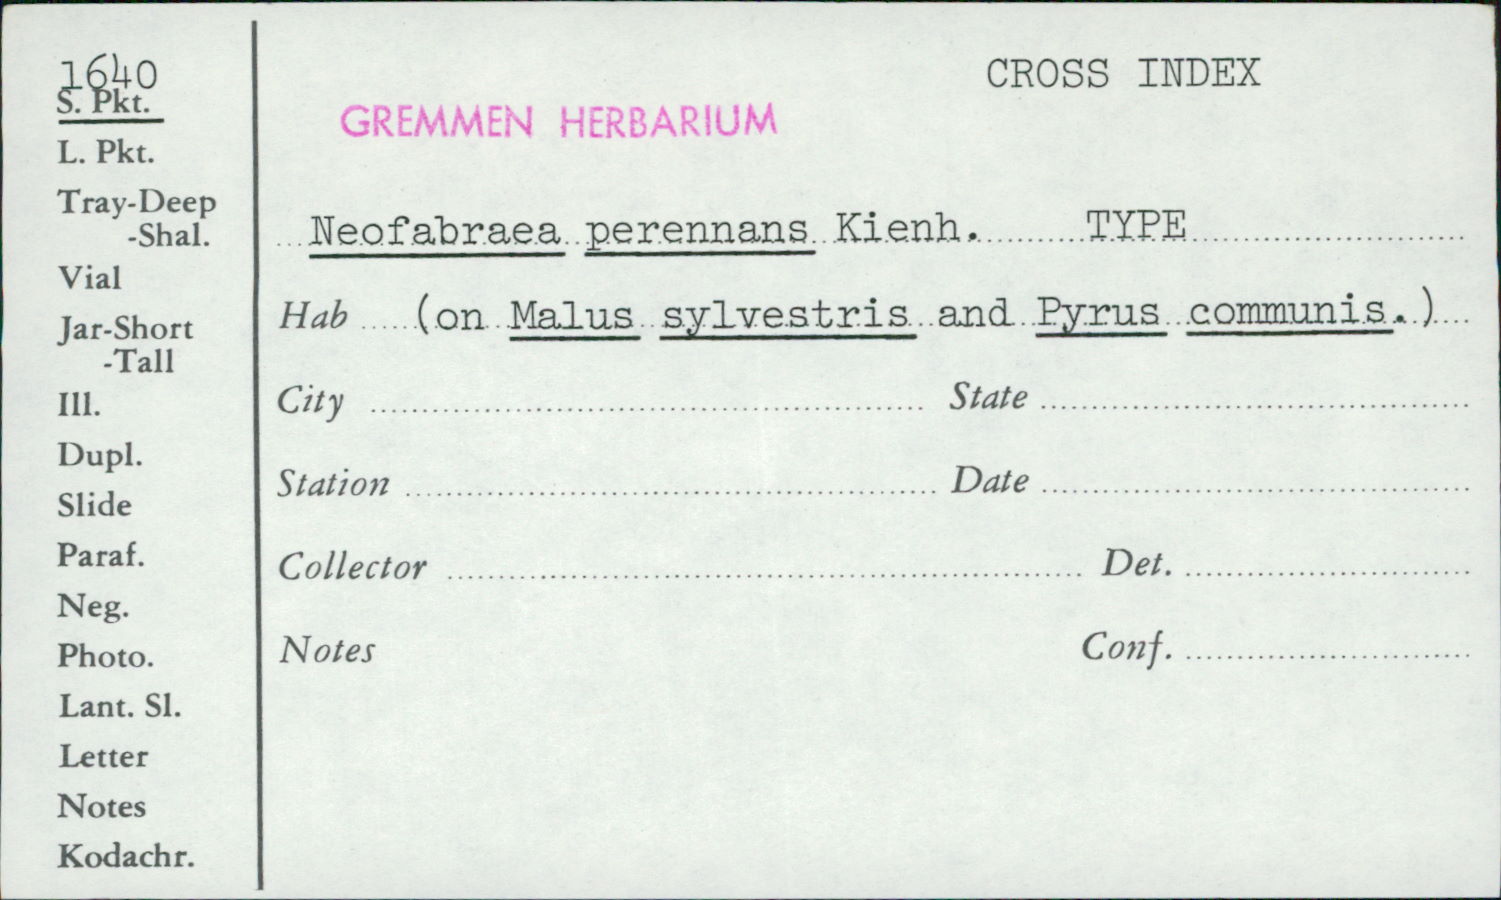 1640
S. Pkt.
L. Pkt.
Tray-Deep
-Shal.
Vial
Jar-Short
-Tall
Ill.
Dupl.
Slide
Paraf.
Neg.
Photo.
Lant. Sl.
Letter
Notes
Kodachr.
CROSS INDEX
GREMMEN HERBARIUM
Neofabraea perennans Kienh. TYPE
Hab (on Malus sylvestris and Pyrus communis.)
City State
Station Date
Collector Det.
Notes Conf.